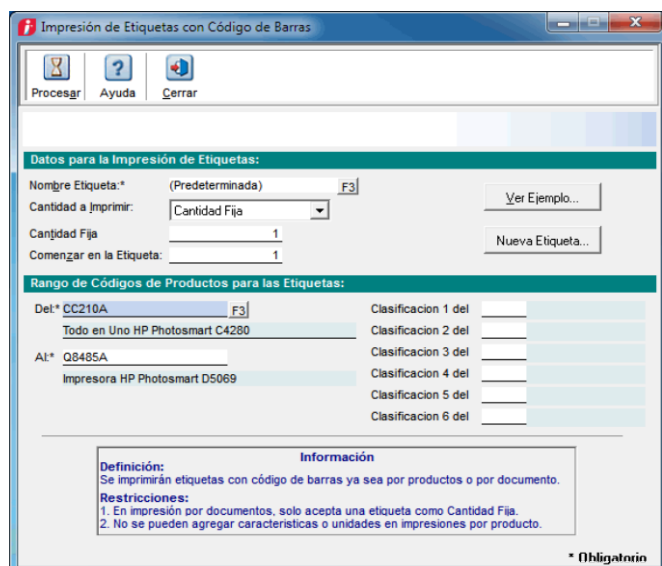 Impresión de Etiquetas con Código de Barras
Procesar Ayuda Cerrar
Datos para la Impresión de Etiquetas:
Nombre Etiqueta:* (Predeterminada) F3
Ver Ejemplo...
Cantidad a Imprimir: Cantidad Fija
Cantidad Fija 1
Nueva Etiqueta...
Comenzar en la Etiqueta: 1
Rango de Códigos de Productos para las Etiquetas:
Del:* CC210A F3 Clasificacion 1 del
Todo en Uno HP Photosmart C4280 Clasificacion 2 del
Al:* Q8485A Clasificacion 3 del
Impresora HP Photosmart D5069 Clasificacion 4 del
Clasificacion 5 del
Clasificacion 6 del
Información
Definición:
Se imprimirán etiquetas con código de barras ya sea por productos o por documento.
Restricciones:
1. En impresión por documentos, solo acepta una etiqueta como Cantidad Fija.
2. No se pueden agregar características o unidades en impresiones por producto.
* Obligatorio